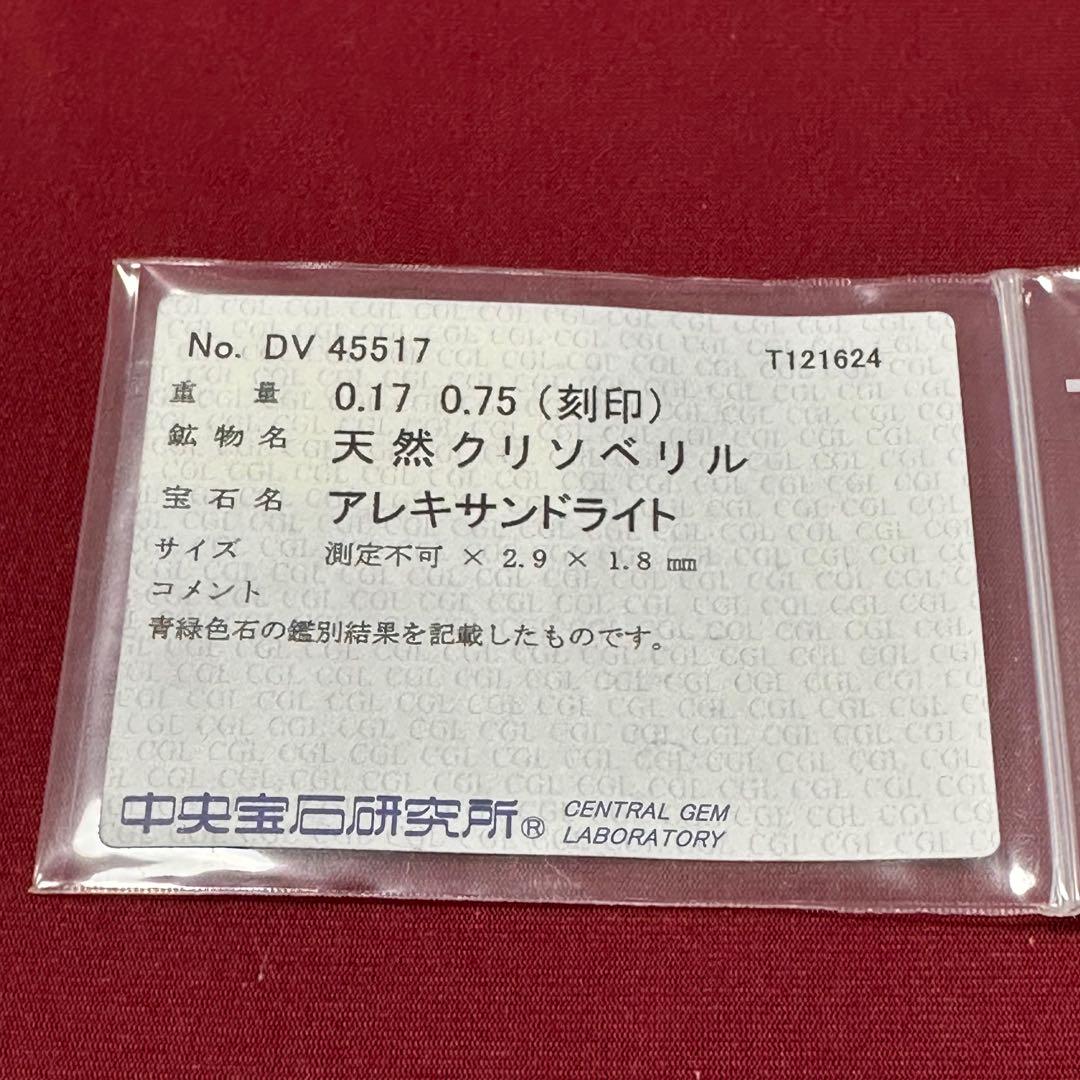 No. DV 45517 T121624
重量 0.17 0.75 (刻印)
鉱物名 天然クリソベリル
宝石名 アレキサンドライト
サイズ 測定不可 × 2.9 × 1.8 mm
コメント
青緑色石の鑑別結果を記載したものです。
中央宝石研究所® CENTRAL GEM
LABORATORY